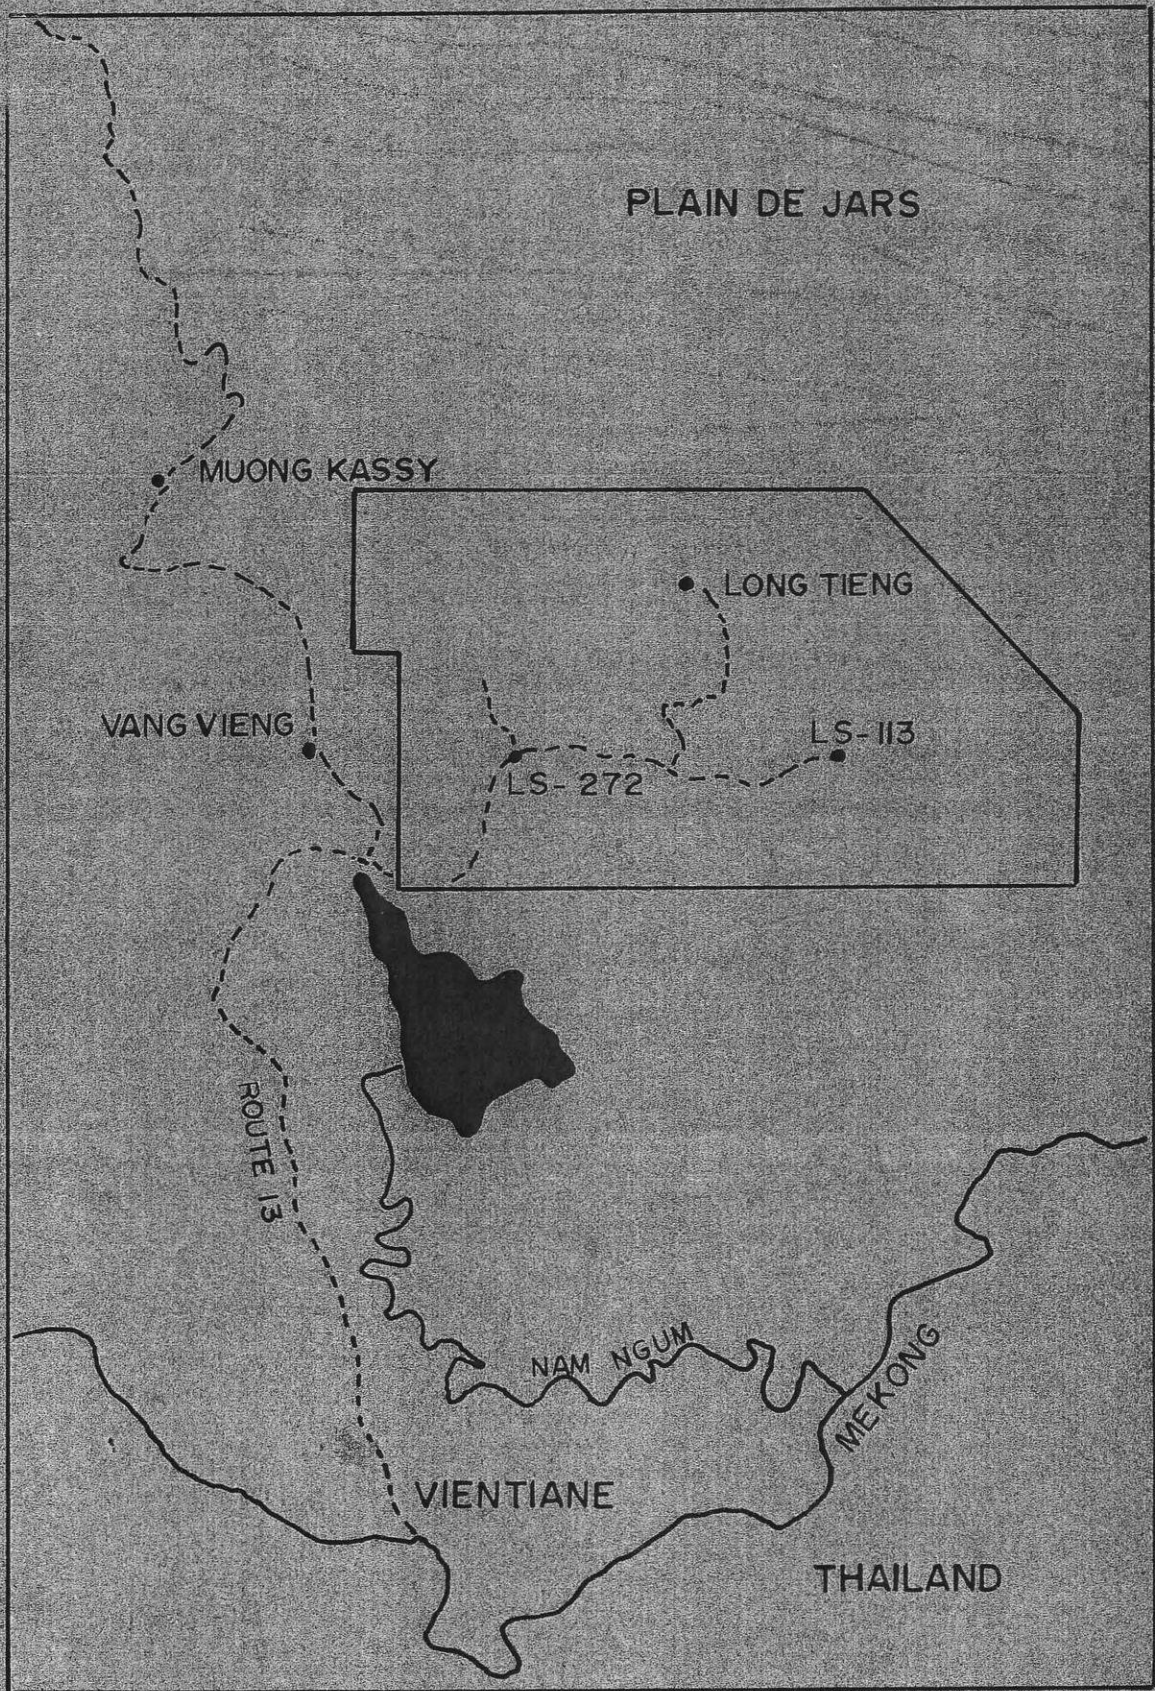 PLAIN DE JARS
MUONG KASSY
LONG TIENG
VANG VIENG
LS-113
LS-272
ROUTE 13
NAM NGUM
MEKONG
VIENTIANE
THAILAND